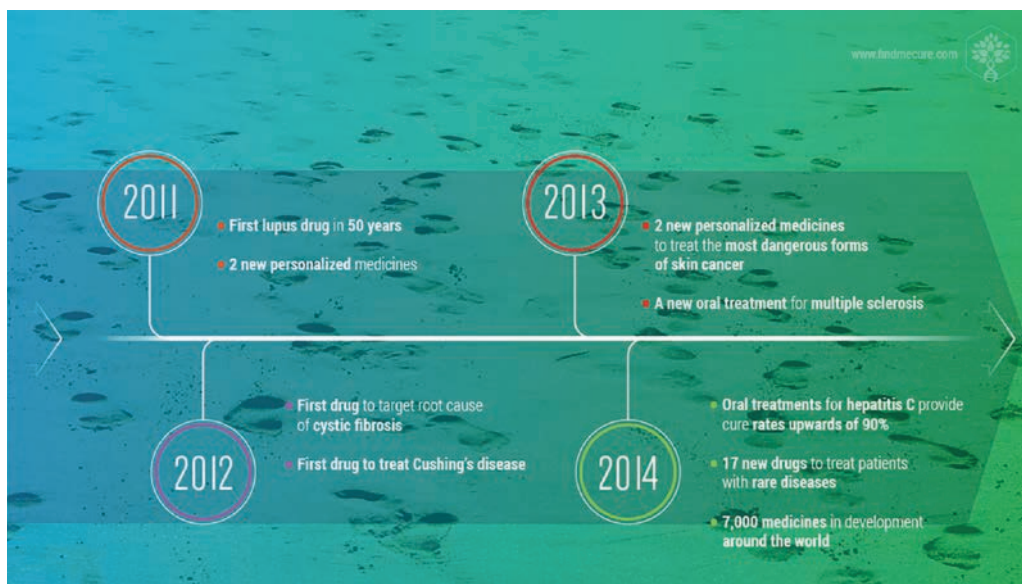 www.findmecure.com
2011
First lupus drug in 50 years
2 new personalized medicines
2013
2 new personalized medicines
to treat the most dangerous forms
of skin cancer
A new oral treatment for multiple sclerosis
2012
First drug to target root cause
of cystic fibrosis
First drug to treat Cushing's disease
2014
Oral treatments for hepatitis C provide
cure rates upwards of 90%
17 new drugs to treat patients
with rare diseases
7,000 medicines in development
around the world